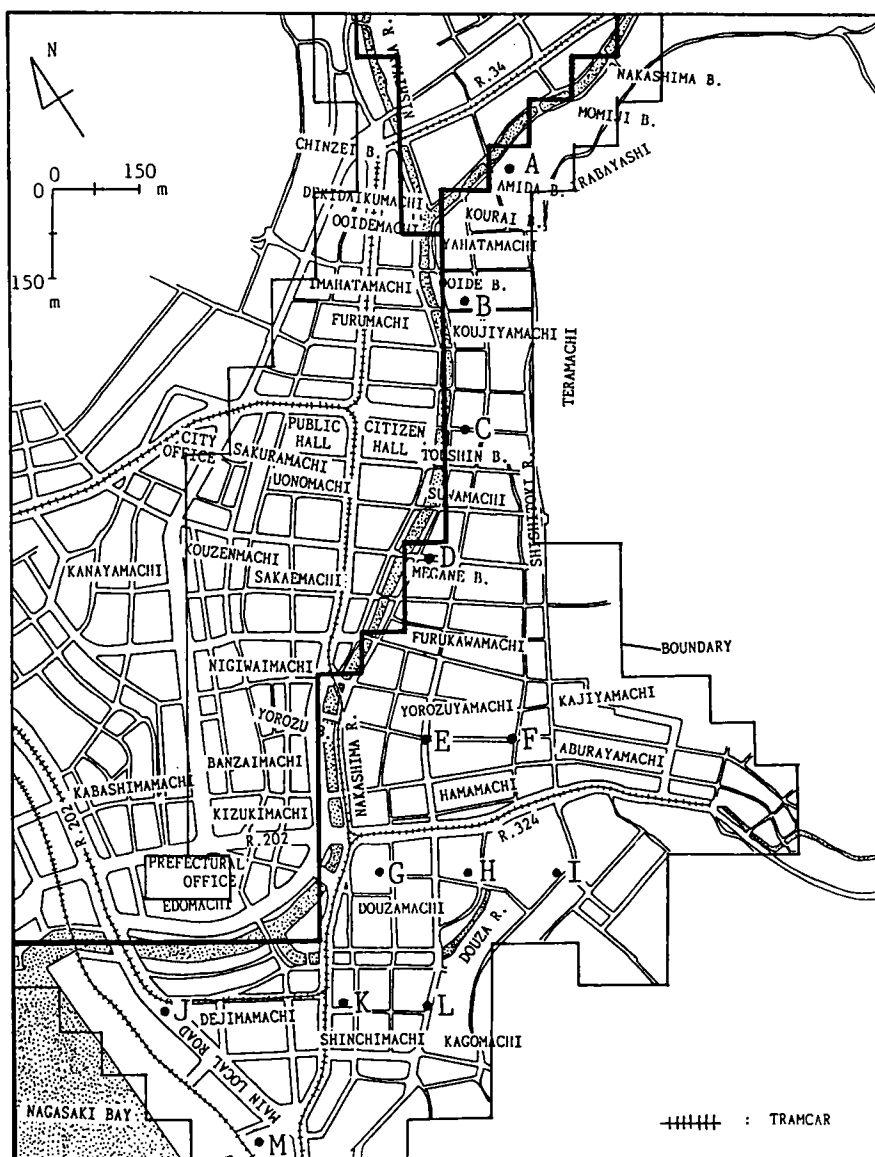 N
NISHIYAMA R.
R.34
NAKASHIMA B.
MOMIJI B.
CHINZEI B.
150
0
m
A
AMIDA B.
IRABAYASHI
DEKIDAIKUMACHI
OOIDEMACHI
KOURAI B.
YAHATAMACHI
150
m
IMAHATAMACHI
OOIDE B.
B
FURUMACHI
KOUJIYAMACHI
TERAMACHI
PUBLIC HALL
CITIZEN HALL
C
CITY OFFICE
SAKURAMACHI
TOKSHIN B.
UONOMACHI
SUWAMACHI
SHISHITOKI R.
KOUZENMACHI
D
KANAYAMACHI
SAKAEMACHI
MEGANE B.
FURUKAWAMACHI
BOUNDARY
NIGIWAIMACHI
KAJIYAMACHI
YOROZU
YOROZUYAMACHI
NAKASHIMA R.
E
F
ABURAYAMACHI
BANZAIMACHI
KABASHIMAMACHI
HAMAMACHI
KIZUKIMACHI
R.202
R.202
R.324
PREFECTURAL OFFICE
G
H
I
EDOMACHI
DOUZAMACHI
DOUZA R.
J
K
L
DEJIMAMACHI
MAIN LOCAL ROAD
SHINCHIMACHI
KAGOMACHI
NAGASAKI BAY
M
: TRAMCAR